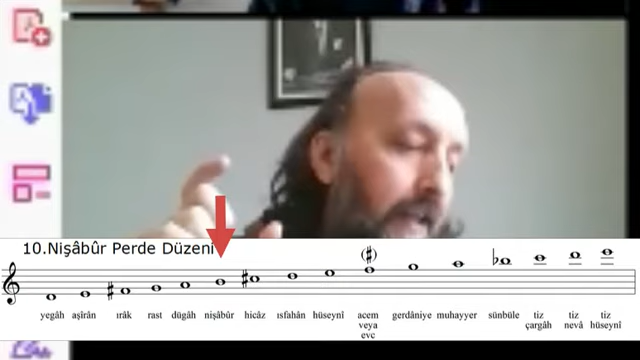 10.Nişâbûr Perde Düzeni
(#)
yegâh aşîrân ırâk rast dügâh nişâbûr hicâz ısfahân hüseynî acem gerdâniye muhayyer sünbüle tiz tiz tiz
veya çargâh nevâ hüseynî
evc